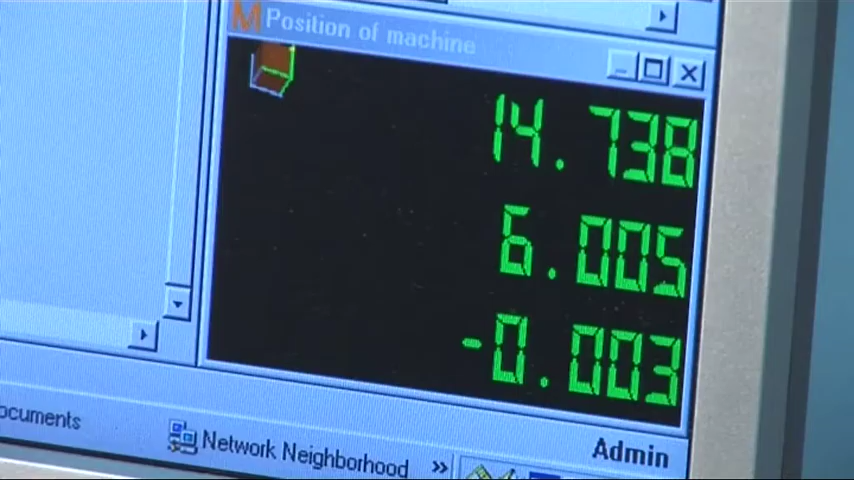 M Position of machine
14.738
6.005
-0.003
ocuments
Network Neighborhood »
Admin